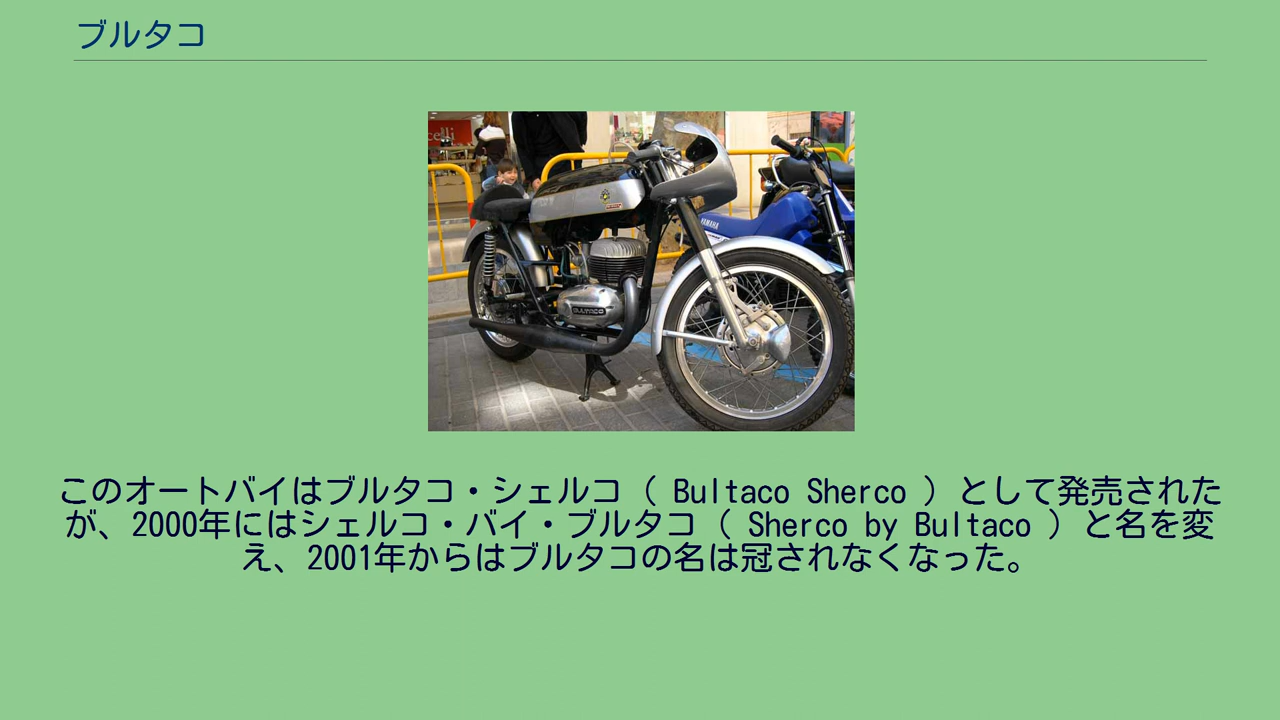 ブルタコ
celli
YAMAHA
BULTACO
このオートバイはブルタコ・シェルコ（ Bultaco Sherco ）として発売された
が、2000年にはシェルコ・バイ・ブルタコ（ Sherco by Bultaco ）と名を変
え、2001年からはブルタコの名は冠されなくなった。